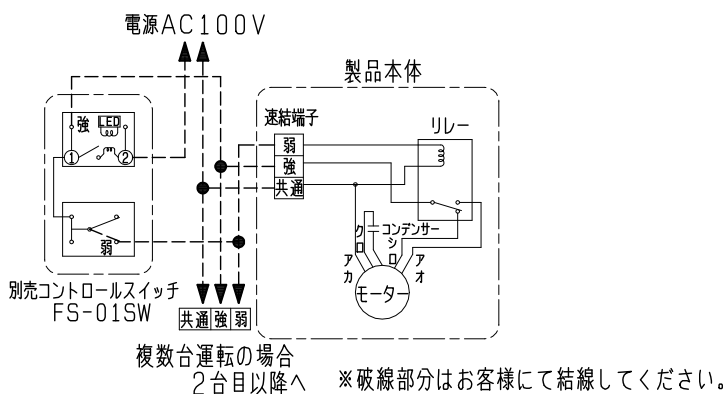 電源AC100V
製品本体
速結端子
リレー
強 LED
弱
① ②
強
共通
弱
コンデンサー
クロ
シロ
アカ
アオ
モーター
別売コントロールスイッチ
FS-01SW
共通 強 弱
複数台運転の場合
2台目以降へ
※破線部分はお客様にて結線してください。